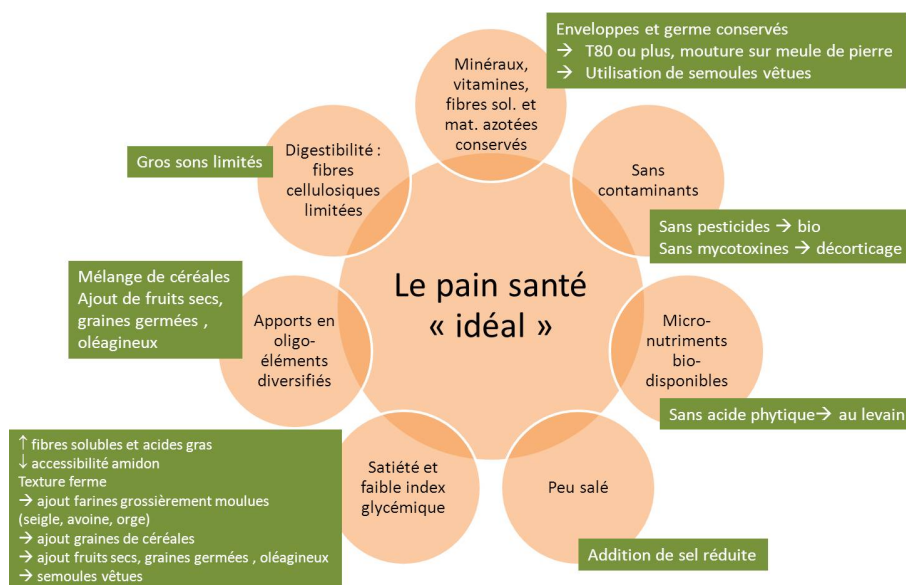 Le pain santé
« idéal »
Minéraux,
vitamines,
fibres sol. et
mat. azotées
conservés
Enveloppes et germe conservés
→ T80 ou plus, mouture sur meule de pierre
→ Utilisation de semoules vêtues
Sans
contaminants
Sans pesticides → bio
Sans mycotoxines → décorticage
Micro-
nutriments
bio-
disponibles
Sans acide phytique→ au levain
Peu salé
Addition de sel réduite
Satiété et
faible index
glycémique
↑ fibres solubles et acides gras
↓ accessibilité amidon
Texture ferme
→ ajout farines grossièrement moulues
(seigle, avoine, orge)
→ ajout graines de céréales
→ ajout fruits secs, graines germées , oléagineux
→ semoules vêtues
Apports en
oligo-
éléments
diversifiés
Mélange de céréales
Ajout de fruits secs,
graines germées ,
oléagineux
Digestibilité :
fibres
cellulosiques
limitées
Gros sons limités